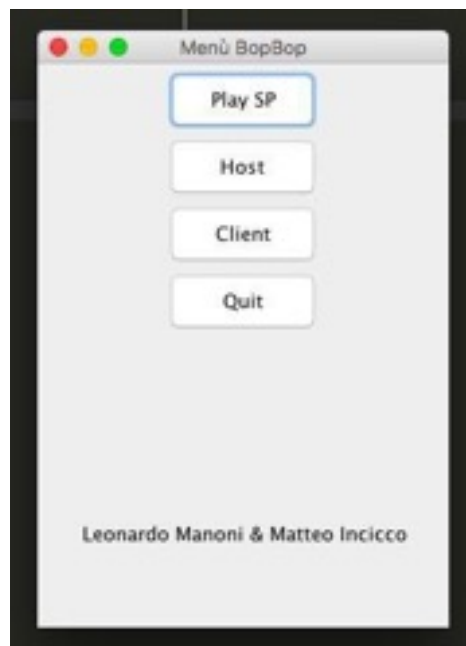 Menù BopBop
Play SP
Host
Client
Quit
Leonardo Manoni & Matteo Incicco